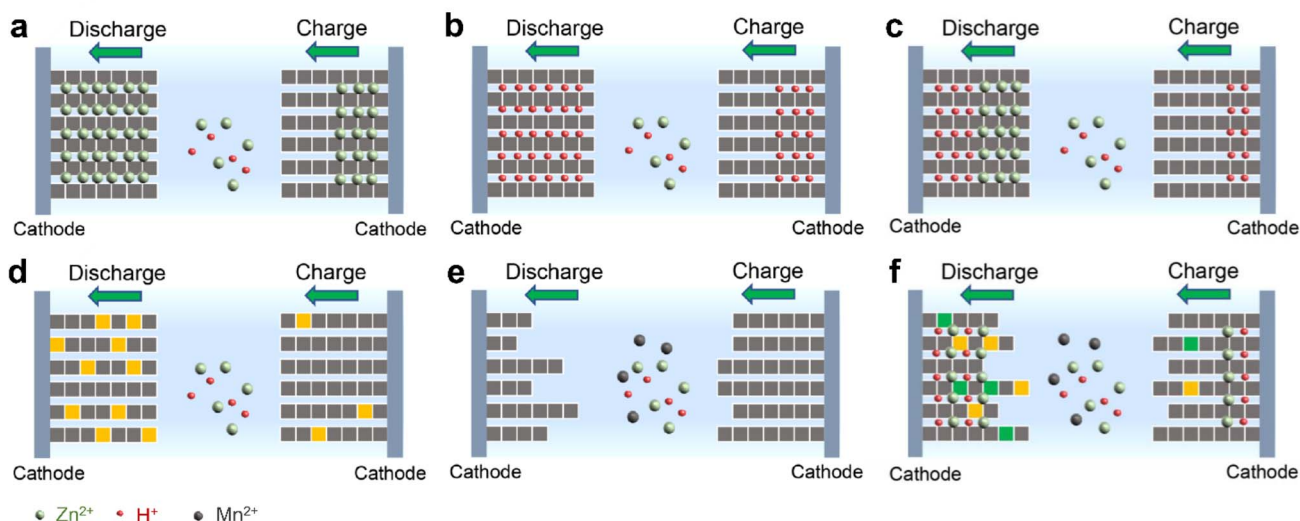 a
Discharge
Charge
Cathode
Cathode
b
Discharge
Charge
Cathode
Cathode
c
Discharge
Charge
Cathode
Cathode
d
Discharge
Charge
Cathode
Cathode
e
Discharge
Charge
Cathode
Cathode
f
Discharge
Charge
Cathode
Cathode
Zn²⁺ H⁺ Mn²⁺